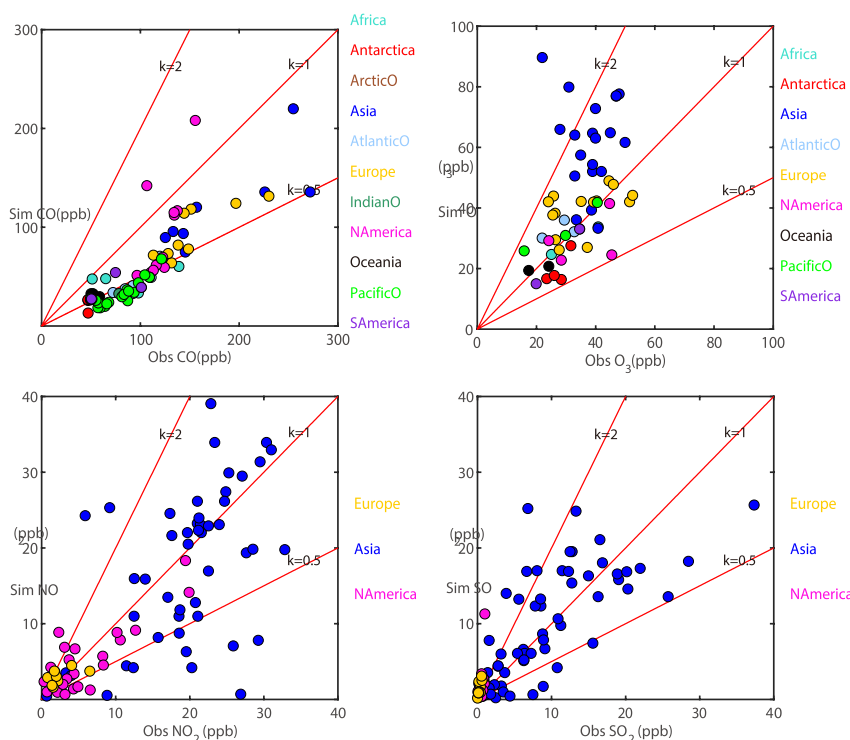 300
200
100
0
100
200
300
Sim CO(ppb)
Obs CO(ppb)
k=2
k=1
k=0.5
Africa
Antarctica
ArcticO
Asia
AtlanticO
Europe
IndianO
NAmerica
Oceania
PacificO
SAmerica
100
80
60
40
20
0
0
20
40
60
80
100
Sim O3 (ppb)
Obs O3(ppb)
k=2
k=1
k=0.5
Africa
Antarctica
Asia
AtlanticO
Europe
NAmerica
Oceania
PacificO
SAmerica
40
30
20
10
0
10
20
30
40
Sim NO2 (ppb)
Obs NO2 (ppb)
k=2
k=1
k=0.5
Europe
Asia
NAmerica
40
30
20
10
0
10
20
30
40
Sim SO2 (ppb)
Obs SO2 (ppb)
k=2
k=1
k=0.5
Europe
Asia
NAmerica